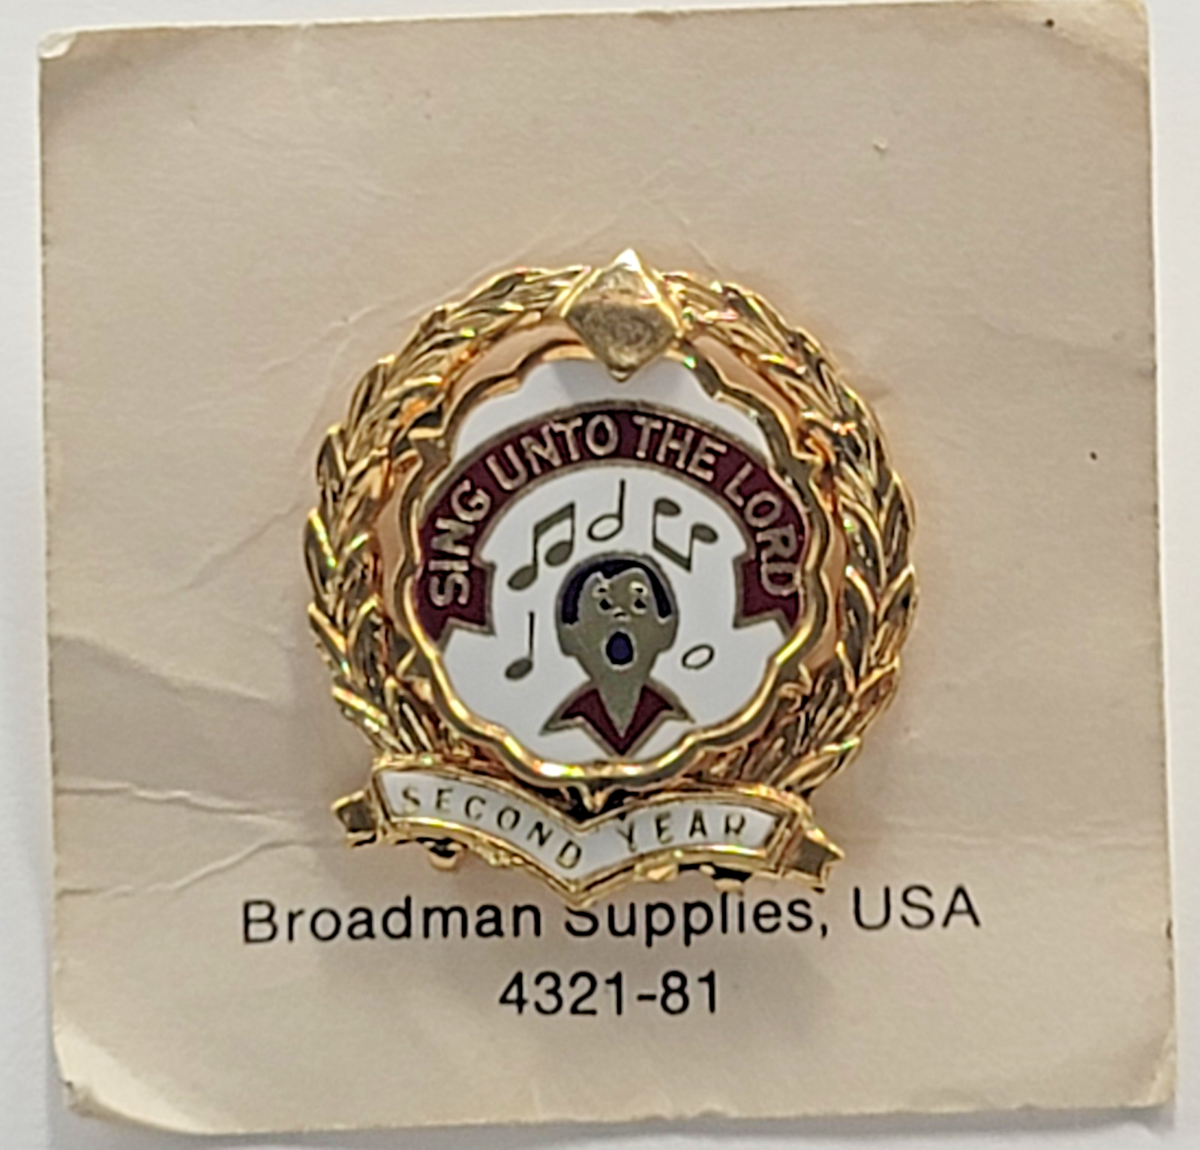 SING UNTO THE LORD
SECOND YEAR
Broadman Supplies, USA
4321-81